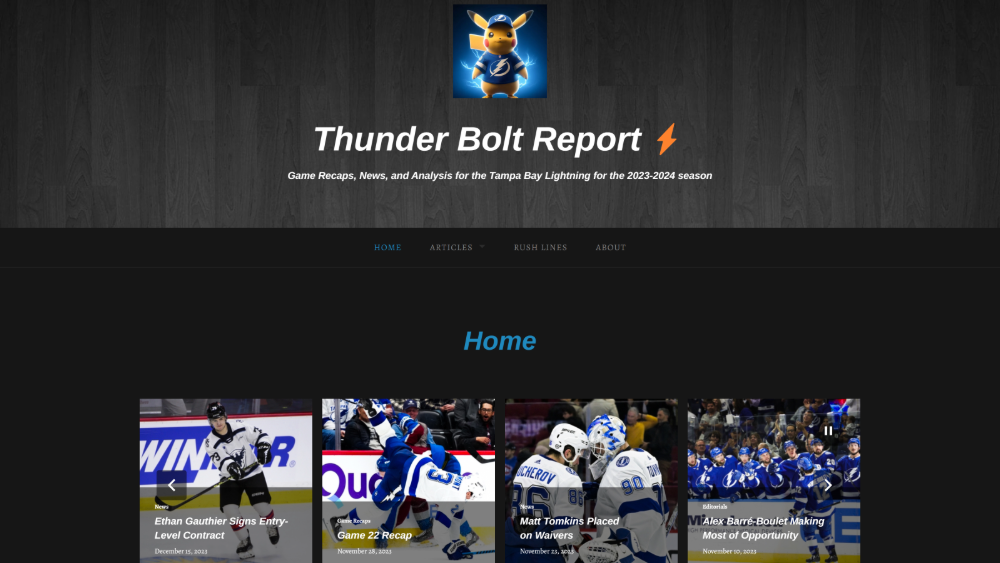 Thunder Bolt Report
Game Recaps, News, and Analysis for the Tampa Bay Lightning for the 2023-2024 season
HOME
ARTICLES
RUSH LINES
ABOUT
Home
News
Ethan Gauthier Signs Entry-
Level Contract
December 15, 2023
Game Recaps
Game 22 Recap
November 28, 2023
UCHEROV
86
90
News
Matt Tomkins Placed
on Waivers
November 23, 2023
Editorials
Alex Barré-Boulet Making
Most of Opportunity
November 10, 2023